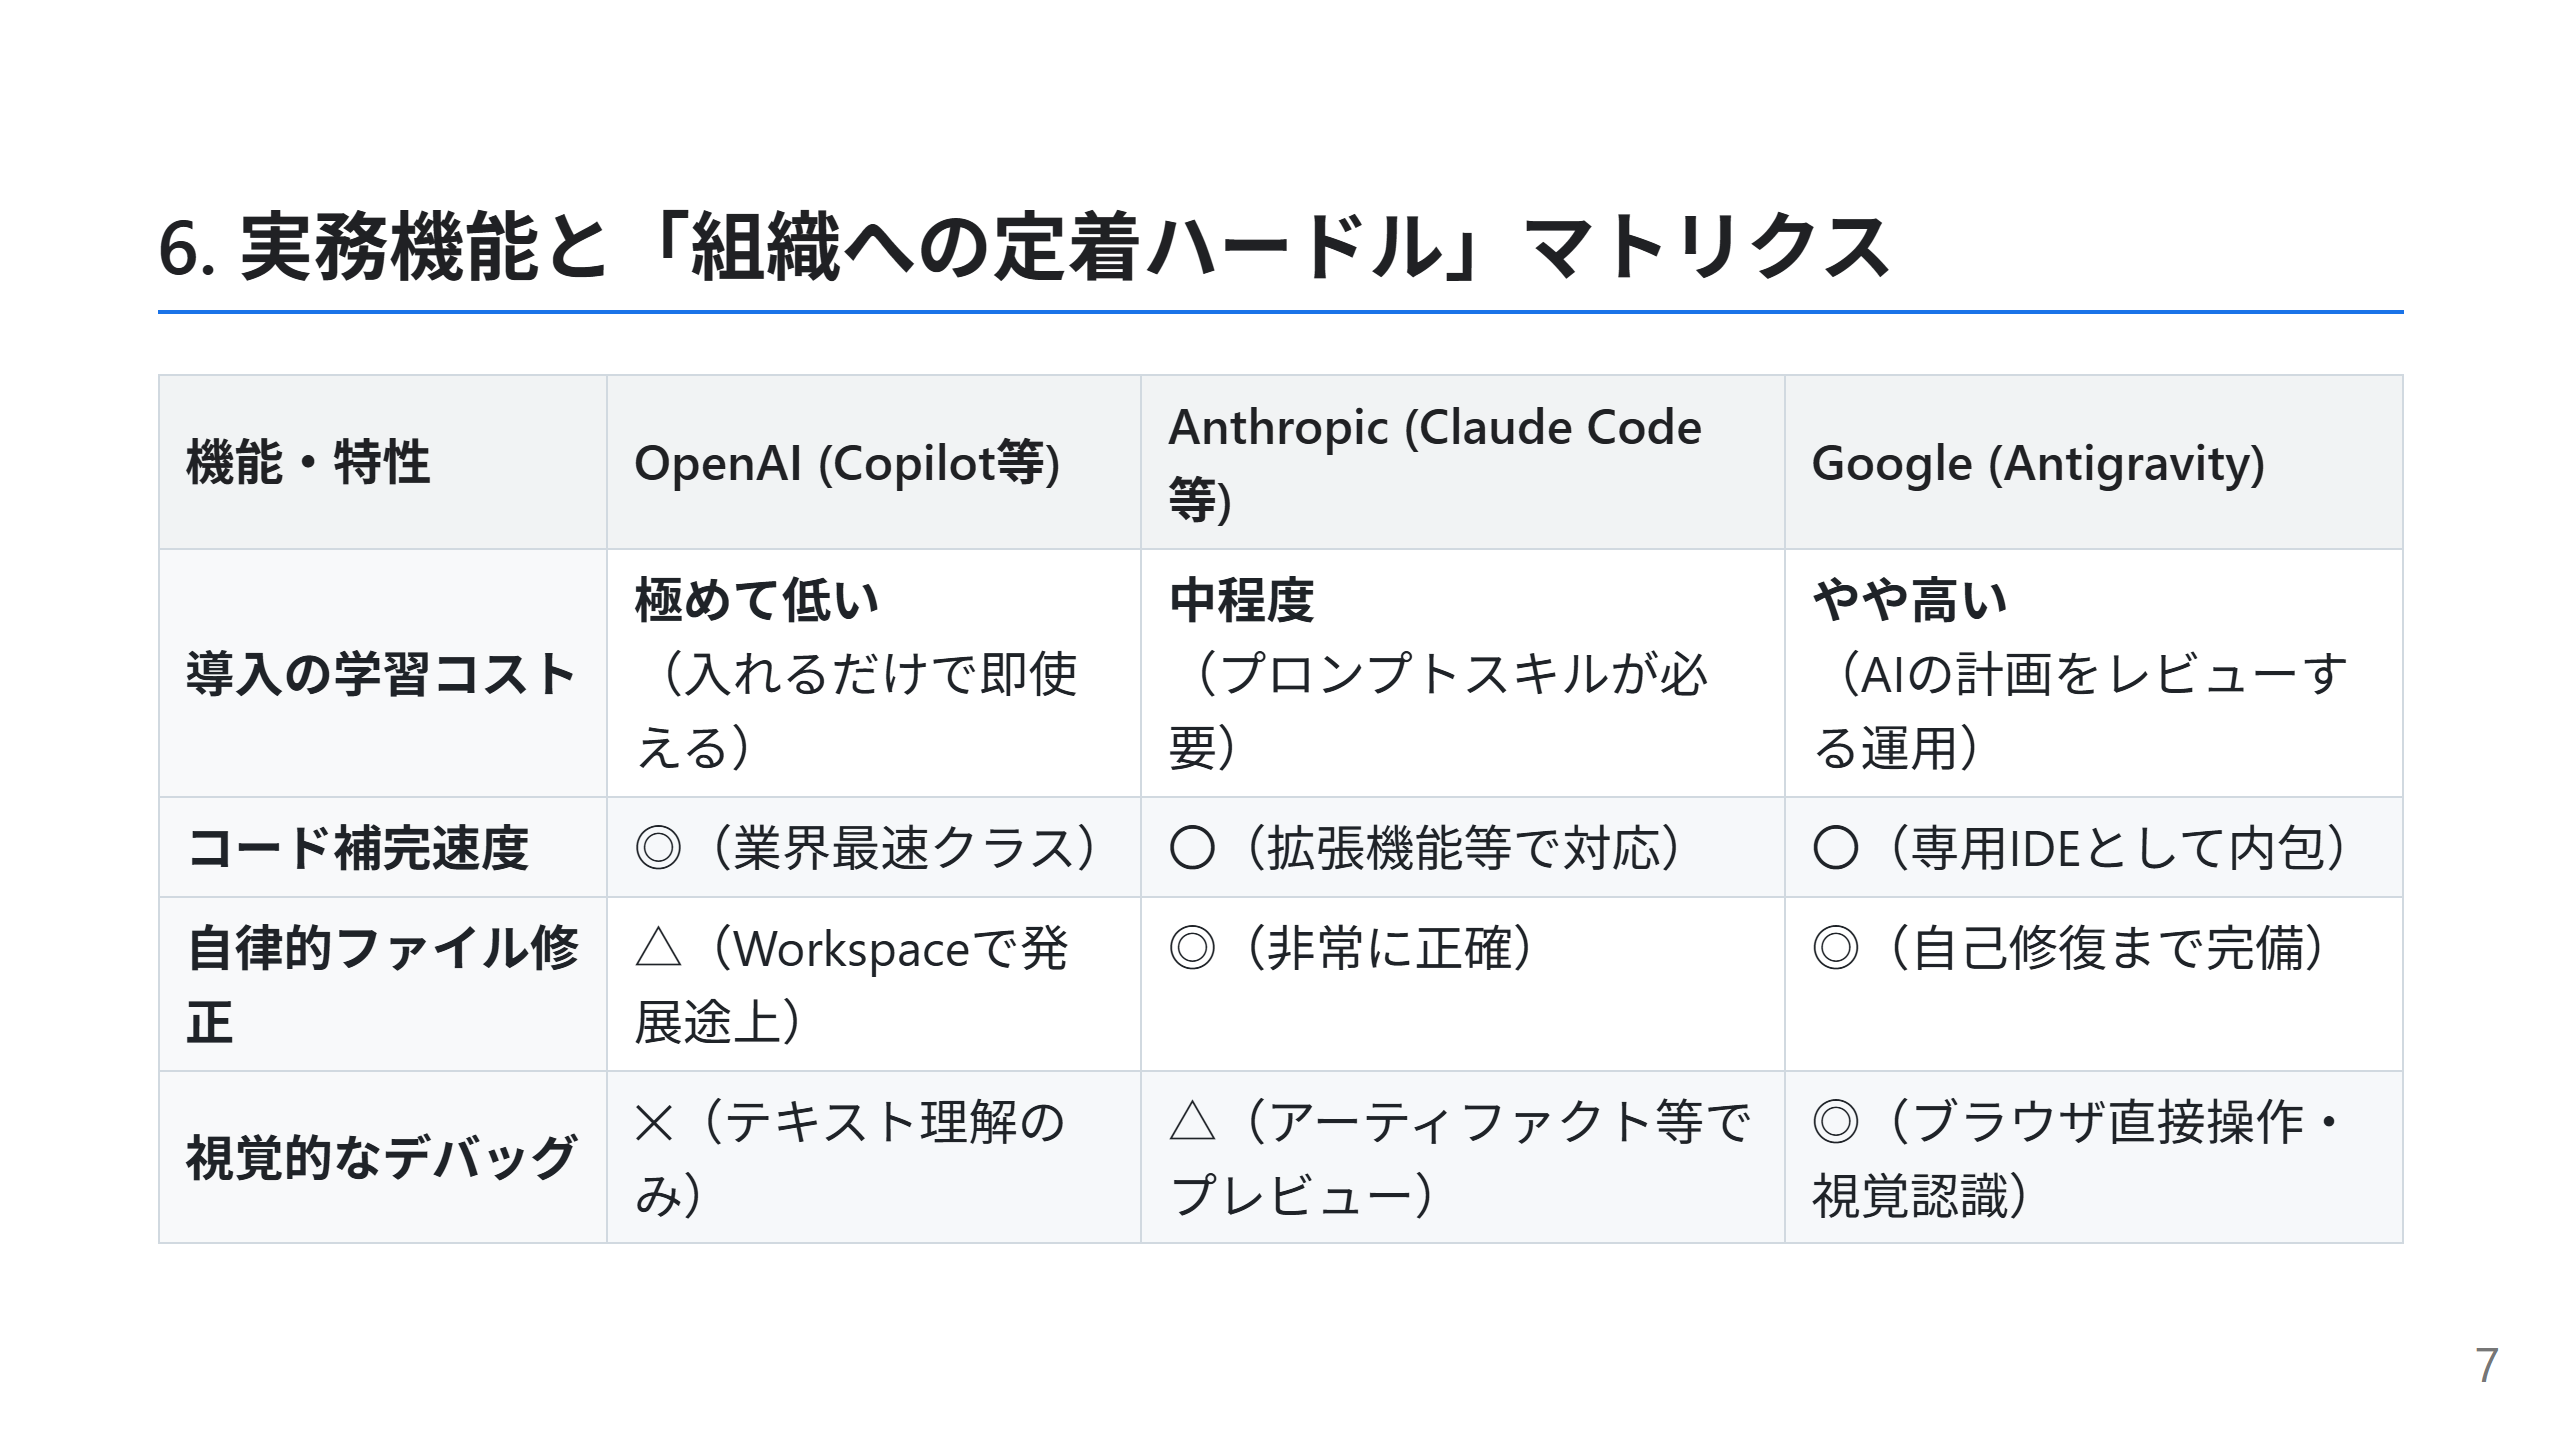 6. 実務機能と「組織への定着ハードル」マトリクス
機能・特性
OpenAI (Copilot等)
Anthropic (Claude Code
等)
Google (Antigravity)
導入の学習コスト
極めて低い
（入れるだけで即使
える）
中程度
（プロンプトスキルが必
要）
やや高い
（AIの計画をレビューす
る運用）
コード補完速度
◎（業界最速クラス）
〇（拡張機能等で対応）
〇（専用IDEとして内包）
自律的ファイル修
正
△（Workspaceで発
展途上）
◎（非常に正確）
◎（自己修復まで完備）
視覚的なデバッグ
×（テキスト理解の
み）
△（アーティファクト等で
プレビュー）
◎（ブラウザ直接操作・
視覚認識）
7